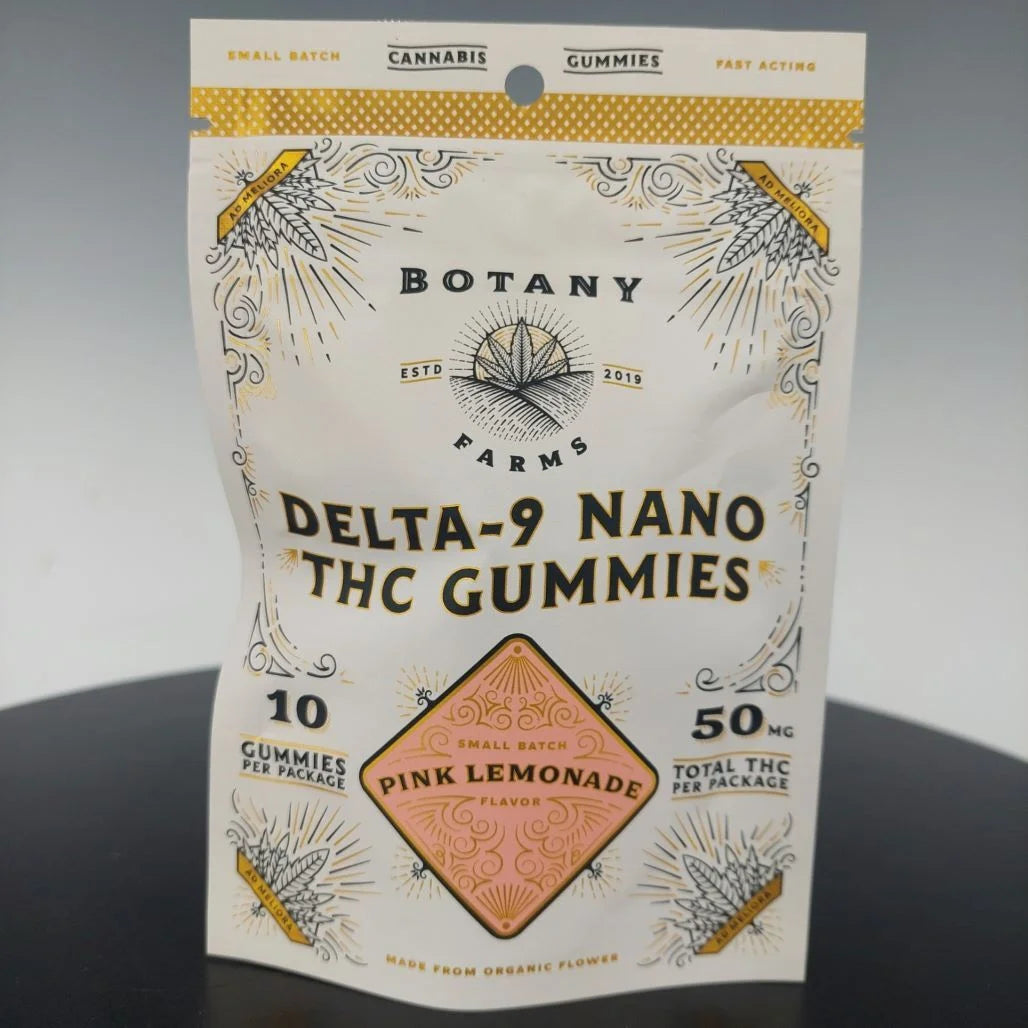 SMALL BATCH
CANNABIS
GUMMIES
FAST ACTING
AD MELIORA
AD MELIORA
BOTANY
ESTD
2019
FARMS
DELTA-9 NANO
THC GUMMIES
10
GUMMIES
PER PACKAGE
SMALL BATCH
PINK LEMONADE
FLAVOR
50MG
TOTAL THC
PER PACKAGE
AD MELIORA
AD MELIORA
MADE FROM ORGANIC FLOWER